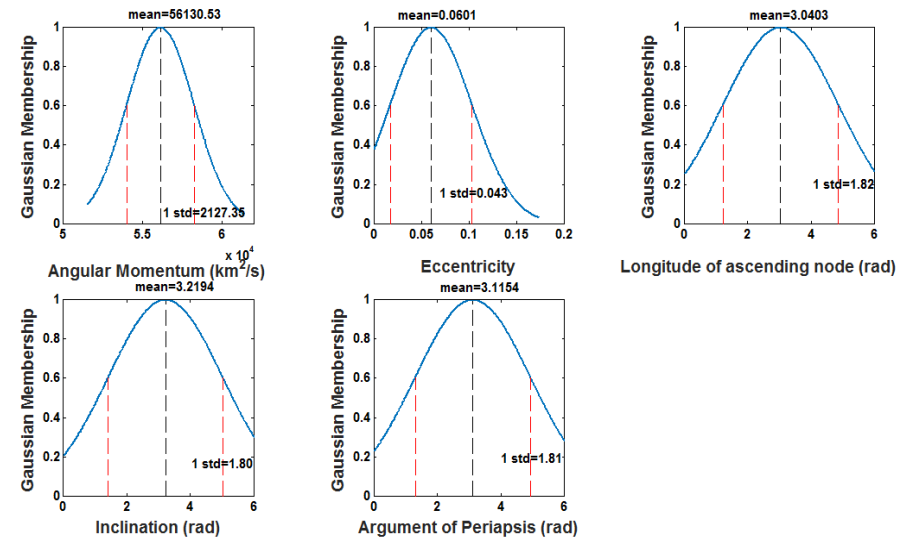 mean=56130.53
Gaussian Membership
1
0.8
0.6
0.4
0.2
0
1 std=2127.35
5 5.5 6
x 10^4
Angular Momentum (km^2/s)
mean=0.0601
Gaussian Membership
1
0.8
0.6
0.4
0.2
0
1 std=0.043
0 0.05 0.1 0.15 0.2
Eccentricity
mean=3.0403
Gaussian Membership
1
0.8
0.6
0.4
0.2
0
1 std=1.82
0 2 4 6
Longitude of ascending node (rad)
mean=3.2194
Gaussian Membership
1
0.8
0.6
0.4
0.2
0
1 std=1.80
0 2 4 6
Inclination (rad)
mean=3.1154
Gaussian Membership
1
0.8
0.6
0.4
0.2
0
1 std=1.81
0 2 4 6
Argument of Periapsis (rad)